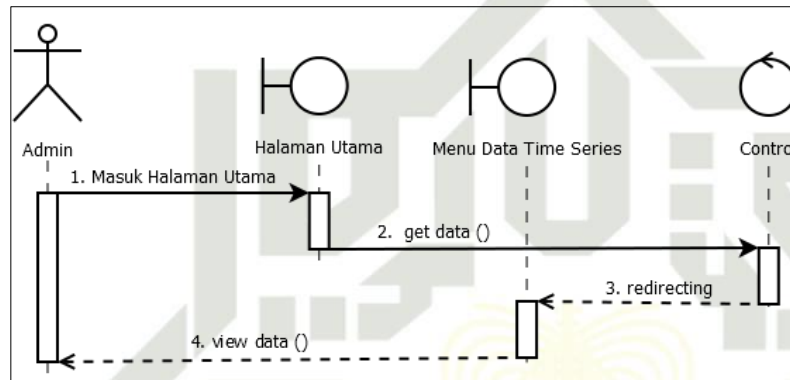 Admin
Halaman Utama
Menu Data Time Series
1. Masuk Halaman Utama
2. get data ()
3. redirecting
4. view data ()